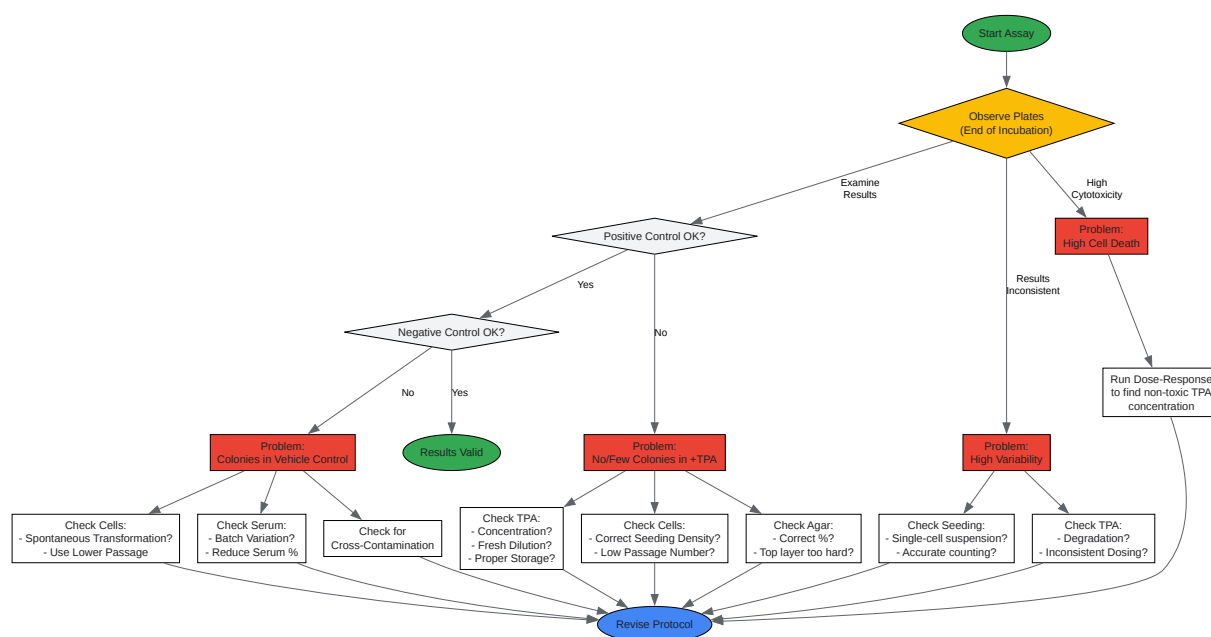 Start Assay
Observe Plates
(End of Incubation)
Examine
Results
High
Cytotoxicity
Positive Control OK?
Problem:
High Cell Death
Yes
Results
Inconsistent
Negative Control OK?
No
Run Dose-Response
to find non-toxic TPA
concentration
No
Yes
Problem:
Colonies in Vehicle Control
Results Valid
Problem:
No/Few Colonies in +TPA
Problem:
High Variability
Check Cells:
- Spontaneous Transformation?
- Use Lower Passage
Check Serum:
- Batch Variation?
- Reduce Serum %
Check for
Cross-Contamination
Check TPA:
- Concentration?
- Fresh Dilution?
- Proper Storage?
Check Cells:
- Correct Seeding Density?
- Low Passage Number?
Check Agar:
- Correct %?
- Top layer too hard?
Check Seeding:
- Single-cell suspension?
- Accurate counting?
Check TPA:
- Degradation?
- Inconsistent Dosing?
Revise Protocol